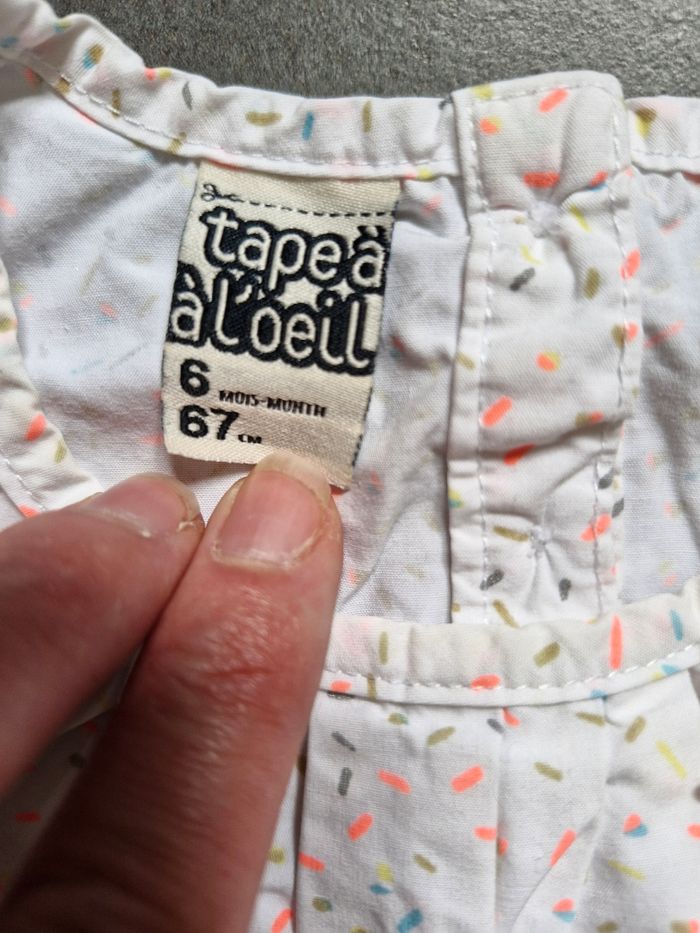 tape à
à l'oeil
6 MOIS-MONTH
67 CM